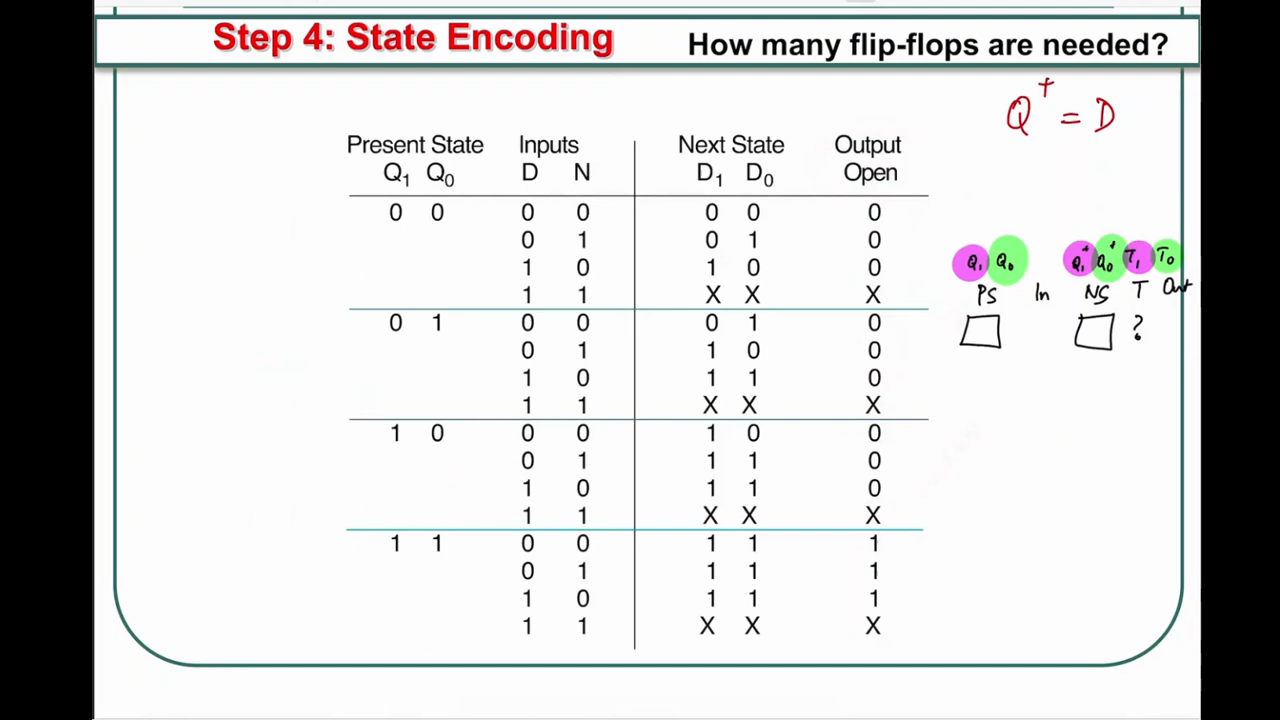 Step 4: State Encoding How many flip-flops are needed?
Q⁺ = D
Present State Inputs Next State Output
Q₁ Q₀ D N D₁ D₀ Open
0 0 0 0 0 0 0
0 1 0 1 0
1 0 1 0 0
1 1 X X X
0 1 0 0 0 1 0
0 1 1 0 0
1 0 1 1 0
1 1 X X X
1 0 0 0 1 0 0
0 1 1 1 0
1 0 1 1 0
1 1 X X X
1 1 0 0 1 1 1
0 1 1 1 1
1 0 1 1 1
1 1 X X X
Q₁ Q₀ Q₁⁺ Q₀⁺ T₁ T₀
PS In NS T Out
?